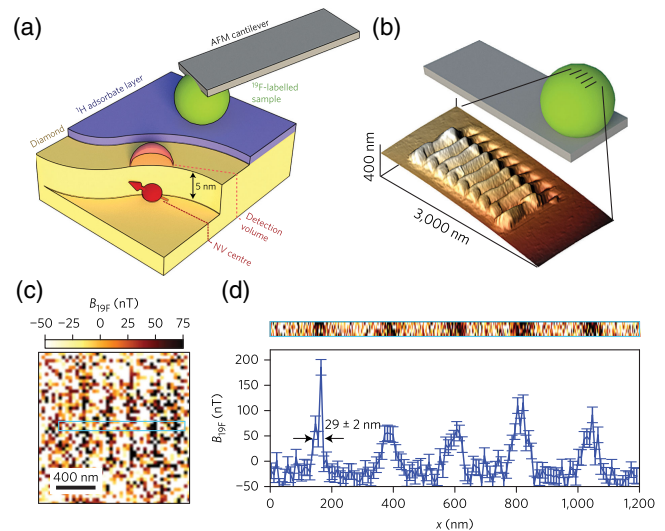 (a)
AFM cantilever
¹H adsorbate layer
¹⁹F-labelled
sample
Diamond
5 nm
Detection
volume
NV centre
(b)
400 nm
3,000 nm
(c)
B19F (nT)
−50 −25 0 25 50 75
400 nm
(d)
200
150
100
50
0
−50
B19F (nT)
29 ± 2 nm
0 200 400 600 800 1,000 1,200
x (nm)